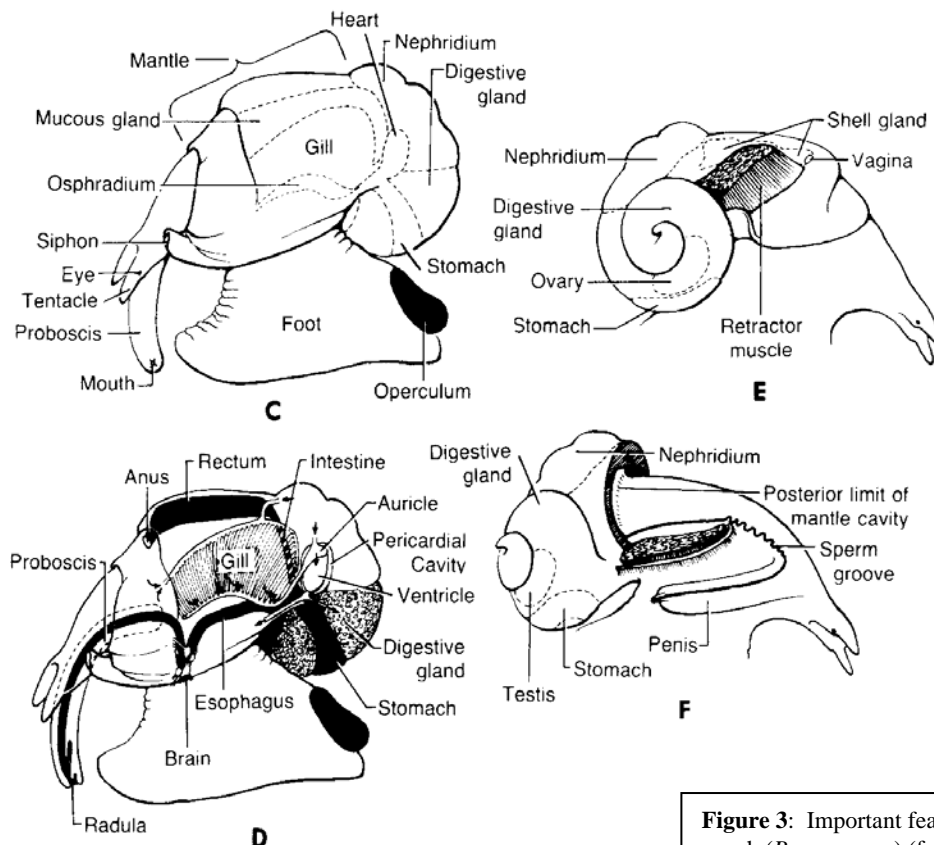 Heart
Nephridium
Mantle
Digestive
gland
Mucous gland
Gill
Osphradium
Siphon
Eye
Tentacle
Proboscis
Mouth
Foot
Stomach
Operculum
C
Shell gland
Nephridium
Vagina
Digestive
gland
Ovary
Stomach
Retractor
muscle
E
Rectum
Intestine
Anus
Auricle
Proboscis
Gill
Pericardial
Cavity
Ventricle
Digestive
gland
Esophagus
Stomach
Brain
Radula
D
Digestive
gland
Nephridium
Posterior limit of
mantle cavity
Sperm
groove
Penis
Stomach
Testis
F
Figure 3: Important fea